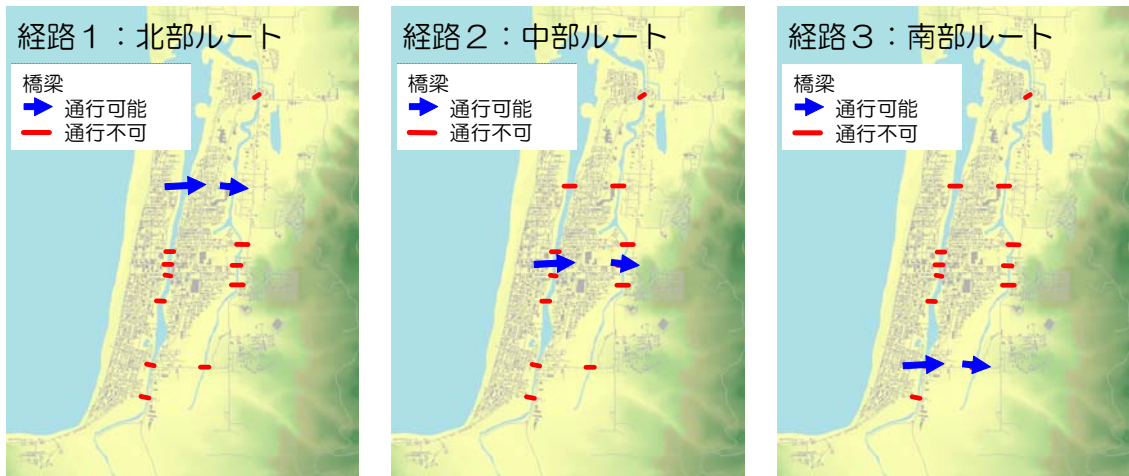 経路1：北部ルート
橋梁
通行可能
通行不可
経路2：中部ルート
橋梁
通行可能
通行不可
経路3：南部ルート
橋梁
通行可能
通行不可